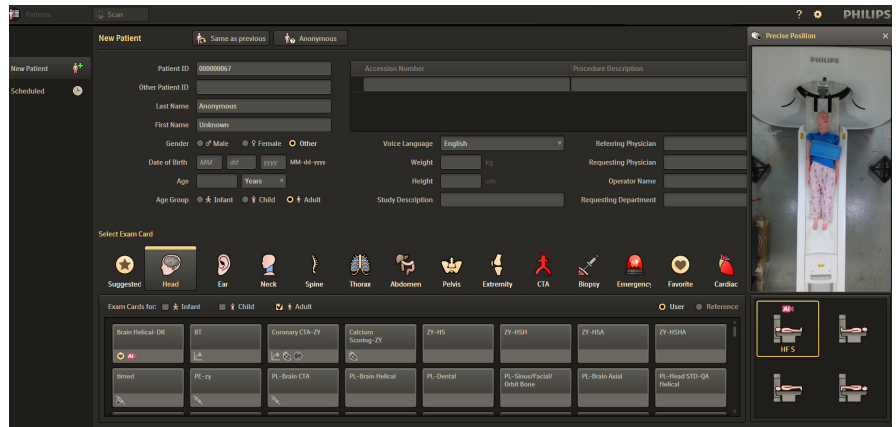 Patients
Scan
? PHILIPS
New Patient
Same as previous
Anonymous
Precise Position
×
New Patient
Scheduled
Patient ID 000000067
Other Patient ID
Last Name Anonymous
First Name Unknown
Gender ♂ Male ♀ Female Other
Date of Birth MM dd yyyy MM-dd-yyyy
Age Years
Age Group Infant Child Adult
Accession Number Procedure Description
Voice Language English
Weight kg
Height cm
Study Description
Referring Physician
Requesting Physician
Operator Name
Requesting Department
PHILIPS
Select Exam Card
Suggested Head Ear Neck Spine Thorax Abdomen Pelvis Extremity CTA Biopsy Emergency Favorite Cardiac
Exam Cards for: Infant Child Adult
User Reference
Brain Helical-DR
AI
BT
Coronary CTA-ZY
Calcium
Scoring-ZY
ZY-HS
ZY-HSH
ZY-HSA
ZY-HSHA
timed
PE-zy
PL-Brain CTA
PL-Brain Helical
PL-Dental
PL-Sinus/Facial/
Orbit Bone
PL-Brain Axial
PL-Head STD-QA
Helical
AI
HFS